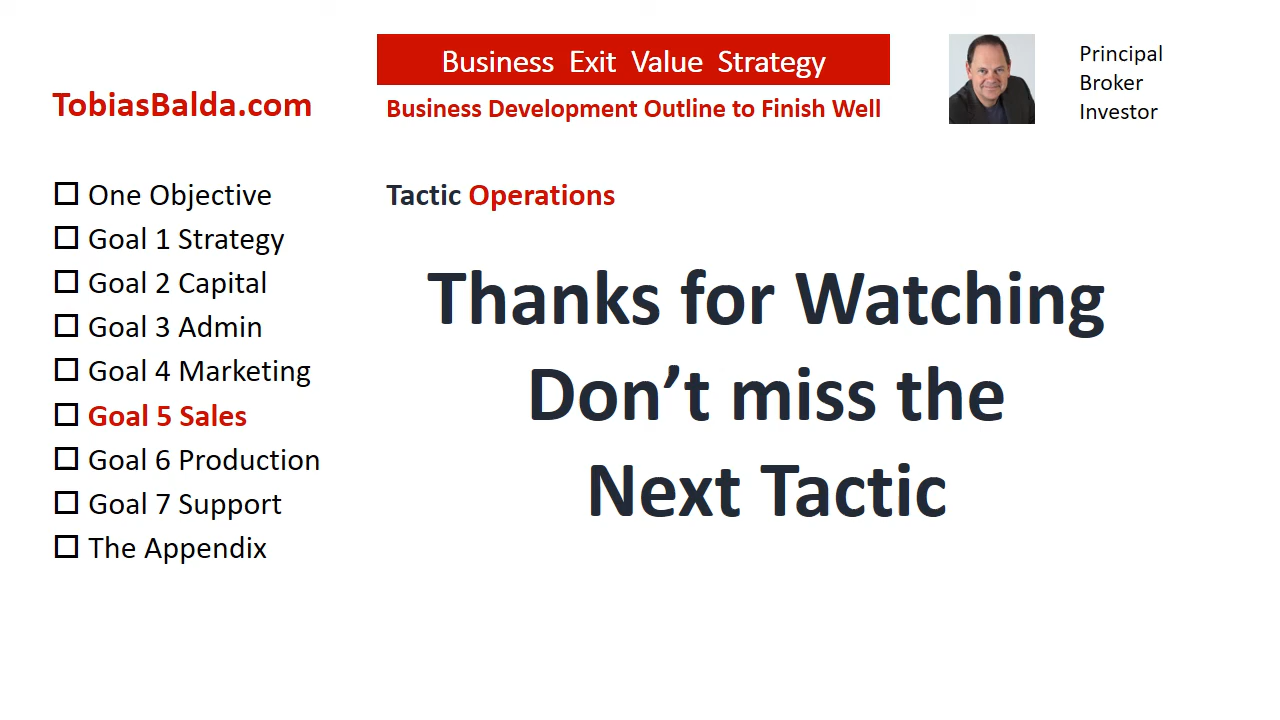 Business Exit Value Strategy
TobiasBalda.com
Business Development Outline to Finish Well
Principal
Broker
Investor
One Objective
Goal 1 Strategy
Goal 2 Capital
Goal 3 Admin
Goal 4 Marketing
Goal 5 Sales
Goal 6 Production
Goal 7 Support
The Appendix
Tactic Operations
Thanks for Watching
Don’t miss the
Next Tactic